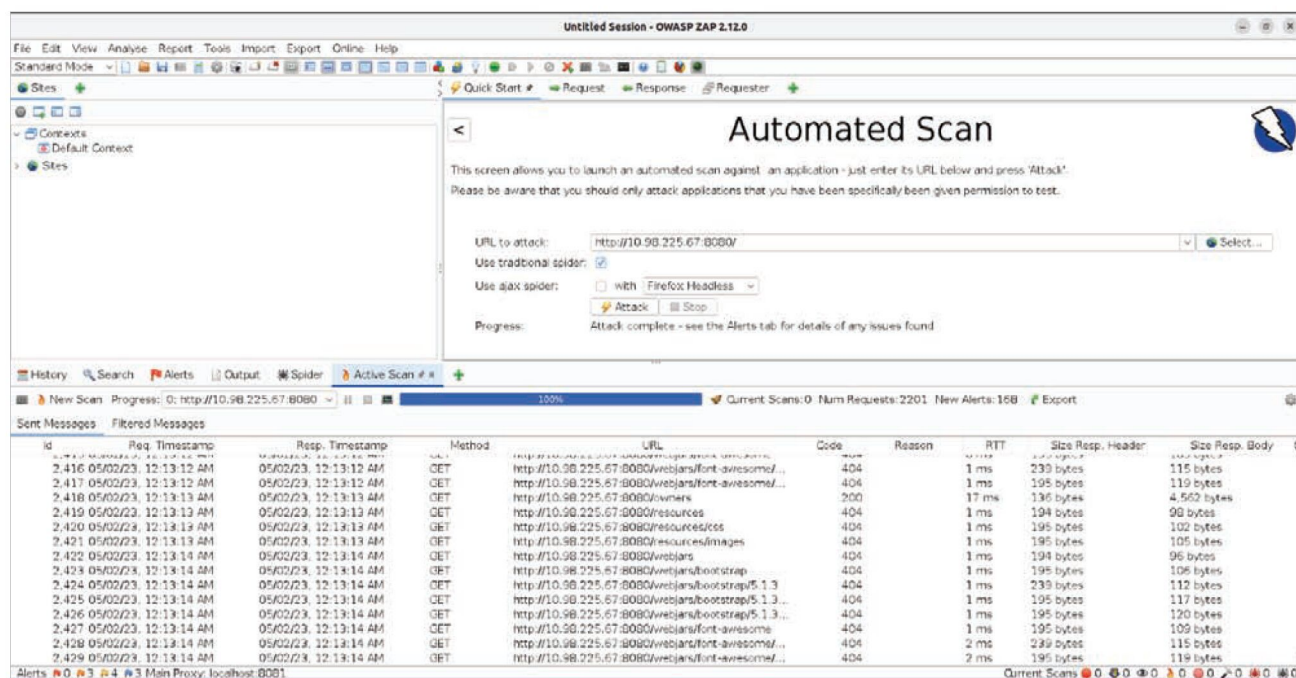 Untitled Session - OWASP ZAP 2.12.0
File Edit View Analyse Report Tools Import Export Online Help
Standard Mode
Sites
Quick Start Request Response Requester
Contexts
Default Context
Sites
<
Automated Scan
This screen allows you to launch an automated scan against an application - just enter its URL below and press 'Attack'.
Please be aware that you should only attack applications that you have been specifically been given permission to test.
URL to attack: http://10.98.225.67:8080/ Select...
Use traditional spider:
Use ajax spider: with Firefox Headless
Attack Stop
Progress: Attack complete - see the Alerts tab for details of any issues found
History Search Alerts Output Spider Active Scan
New Scan Progress: 0: http://10.98.225.67:8080 100% Current Scans: 0 Num Requests: 2201 New Alerts: 168 Export
Sent Messages Filtered Messages
Id Req. Timestamp Resp. Timestamp Method URL Code Reason RTT Size Resp. Header Size Resp. Body
2,416 05/02/23, 12:13:12 AM 05/02/23, 12:13:12 AM GET http://10.98.225.67:8080/webjars/font-awesome/... 404 1 ms 239 bytes 115 bytes
2,417 05/02/23, 12:13:12 AM 05/02/23, 12:13:12 AM GET http://10.98.225.67:8080/webjars/font-awesome/... 404 1 ms 195 bytes 119 bytes
2,418 05/02/23, 12:13:13 AM 05/02/23, 12:13:13 AM GET http://10.98.225.67:8080/owners 200 17 ms 136 bytes 4,562 bytes
2,419 05/02/23, 12:13:13 AM 05/02/23, 12:13:13 AM GET http://10.98.225.67:8080/resources 404 1 ms 194 bytes 98 bytes
2,420 05/02/23, 12:13:13 AM 05/02/23, 12:13:13 AM GET http://10.98.225.67:8080/resources/css 404 1 ms 195 bytes 102 bytes
2,421 05/02/23, 12:13:13 AM 05/02/23, 12:13:13 AM GET http://10.98.225.67:8080/resources/images 404 1 ms 195 bytes 105 bytes
2,422 05/02/23, 12:13:14 AM 05/02/23, 12:13:14 AM GET http://10.98.225.67:8080/webjars 404 1 ms 194 bytes 96 bytes
2,423 05/02/23, 12:13:14 AM 05/02/23, 12:13:14 AM GET http://10.98.225.67:8080/webjars/bootstrap 404 1 ms 195 bytes 106 bytes
2,424 05/02/23, 12:13:14 AM 05/02/23, 12:13:14 AM GET http://10.98.225.67:8080/webjars/bootstrap/5.1.3 404 1 ms 239 bytes 112 bytes
2,425 05/02/23, 12:13:14 AM 05/02/23, 12:13:14 AM GET http://10.98.225.67:8080/webjars/bootstrap/5.1.3... 404 1 ms 195 bytes 117 bytes
2,426 05/02/23, 12:13:14 AM 05/02/23, 12:13:14 AM GET http://10.98.225.67:8080/webjars/bootstrap/5.1.3... 404 1 ms 195 bytes 120 bytes
2,427 05/02/23, 12:13:14 AM 05/02/23, 12:13:14 AM GET http://10.98.225.67:8080/webjars/font-awesome 404 1 ms 195 bytes 109 bytes
2,428 05/02/23, 12:13:14 AM 05/02/23, 12:13:14 AM GET http://10.98.225.67:8080/webjars/font-awesome/... 404 2 ms 239 bytes 115 bytes
2,429 05/02/23, 12:13:14 AM 05/02/23, 12:13:14 AM GET http://10.98.225.67:8080/webjars/font-awesome/... 404 2 ms 195 bytes 119 bytes
Alerts 0 3 4 3 Main Proxy: localhost:8081 Current Scans 0 0 0 0 0 0 0 0